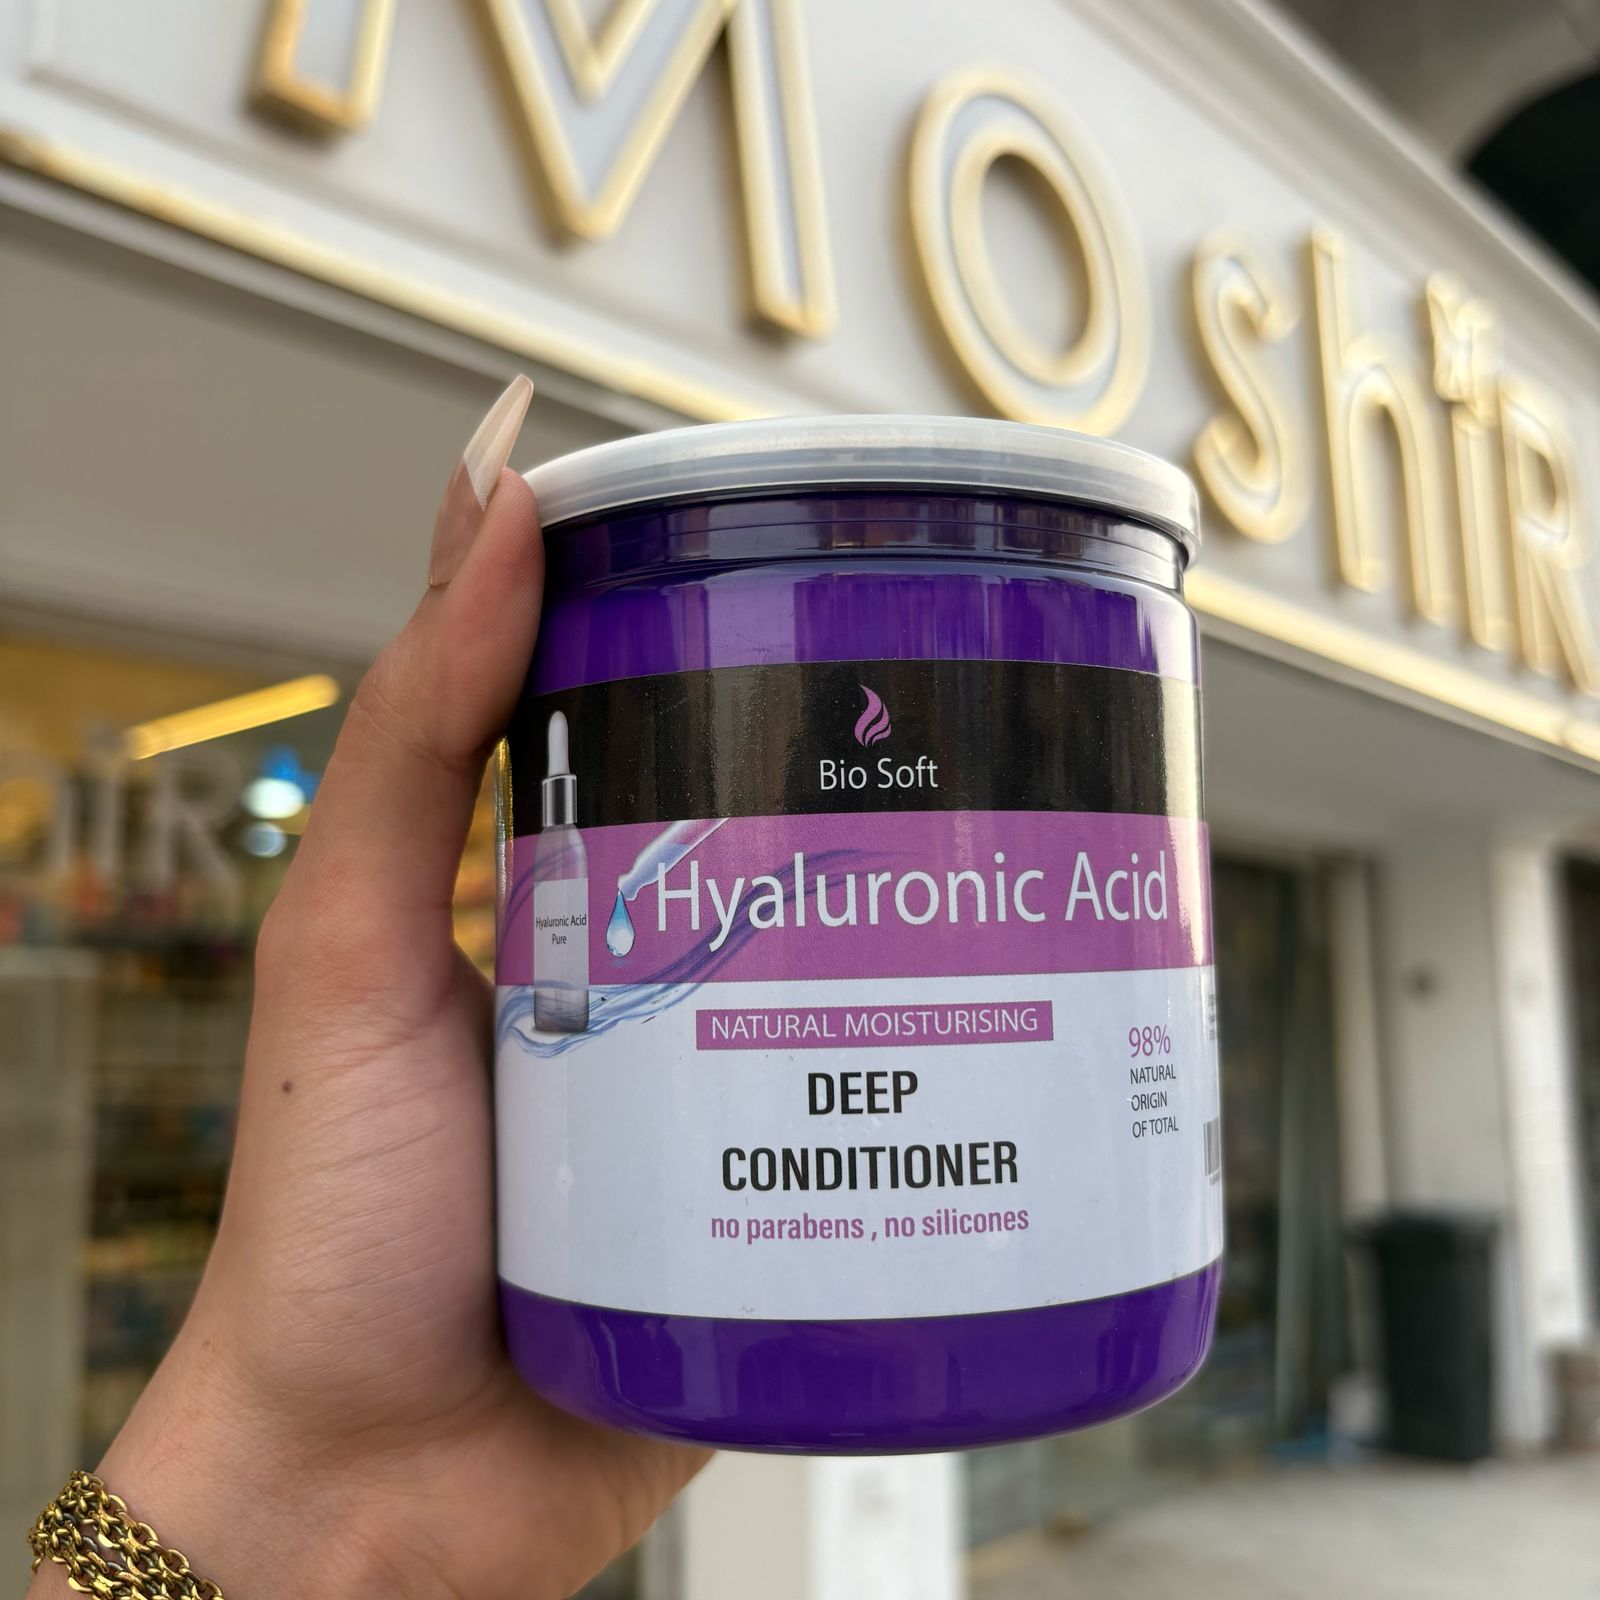 MoshiR
Bio Soft
Hyaluronic Acid
Hyaluronic Acid
Pure
NATURAL MOISTURISING
DEEP
CONDITIONER
no parabens , no silicones
98%
NATURAL
ORIGIN
OF TOTAL